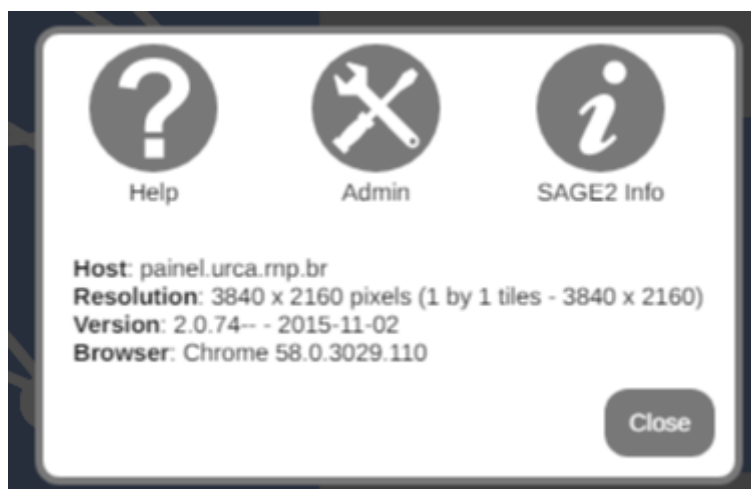 Help Admin SAGE2 Info
Host: painel.urca.rnp.br
Resolution: 3840 x 2160 pixels (1 by 1 tiles - 3840 x 2160)
Version: 2.0.74-- - 2015-11-02
Browser: Chrome 58.0.3029.110
Close